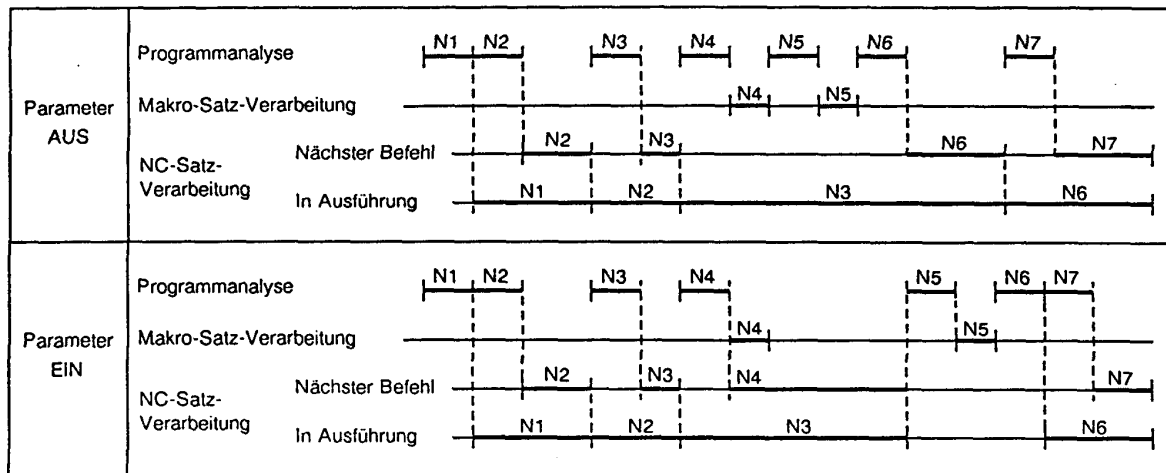 N1 N2 N3 N4 N5 N6 N7
Programmanalyse
N4 N5
Makro-Satz-Verarbeitung
Parameter
AUS
N2 N3 N6 N7
Nächster Befehl
NC-Satz-
Verarbeitung
N1 N2 N3 N6
In Ausführung
N1 N2 N3 N4 N5 N6 N7
Programmanalyse
N4 N5
Makro-Satz-Verarbeitung
Parameter
EIN
N2 N3 N4 N7
Nächster Befehl
NC-Satz-
Verarbeitung
N1 N2 N3 N6
In Ausführung